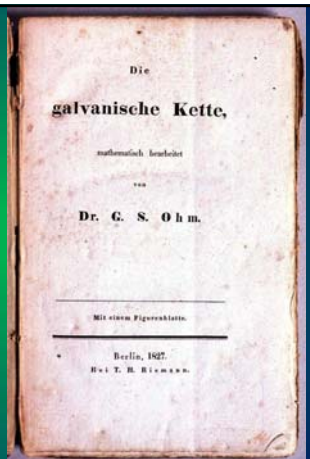 Die
galvanische Kette,
mathematisch bearbeitet
von
Dr. G. S. Ohm.
Mit einem Figurenblatte.
Berlin, 1827.
Bei T. H. Riemann.